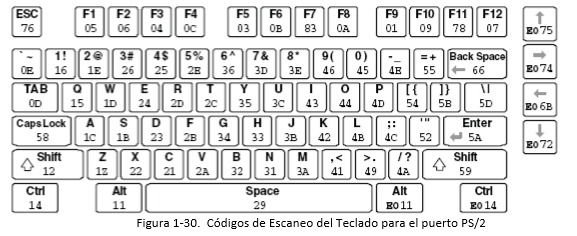 ESC F1 F2 F3 F4 F5 F6 F7 F8 F9 F10 F11 F12 ↑
76 05 06 04 0C 03 0B 83 0A 01 09 78 07 E0 75
` ~ 1! 2@ 3# 4$ 5% 6^ 7& 8* 9( 0) -_ =+ Back Space →
0E 16 1E 26 25 2E 36 3D 3E 46 45 4E 55 ← 66 E0 74
TAB Q W E R T Y U I O P [{ ]} \|
0D 15 1D 24 2D 2C 35 3C 43 44 4D 54 5B 5D ← E0 6B
CapsLock A S D F G H J K L ;: '" Enter
58 1C 1B 23 2B 34 33 3B 42 4B 4C 52 ↵ 5A ↓
⇧ Shift Z X C V B N M ,< >. /? ⇧ Shift
12 1Z 22 21 2A 32 31 3A 41 49 4A 59 E0 72
Ctrl Alt Space Alt Ctrl
14 11 29 E0 11 E0 14
Figura 1-30. Códigos de Escaneo del Teclado para el puerto PS/2